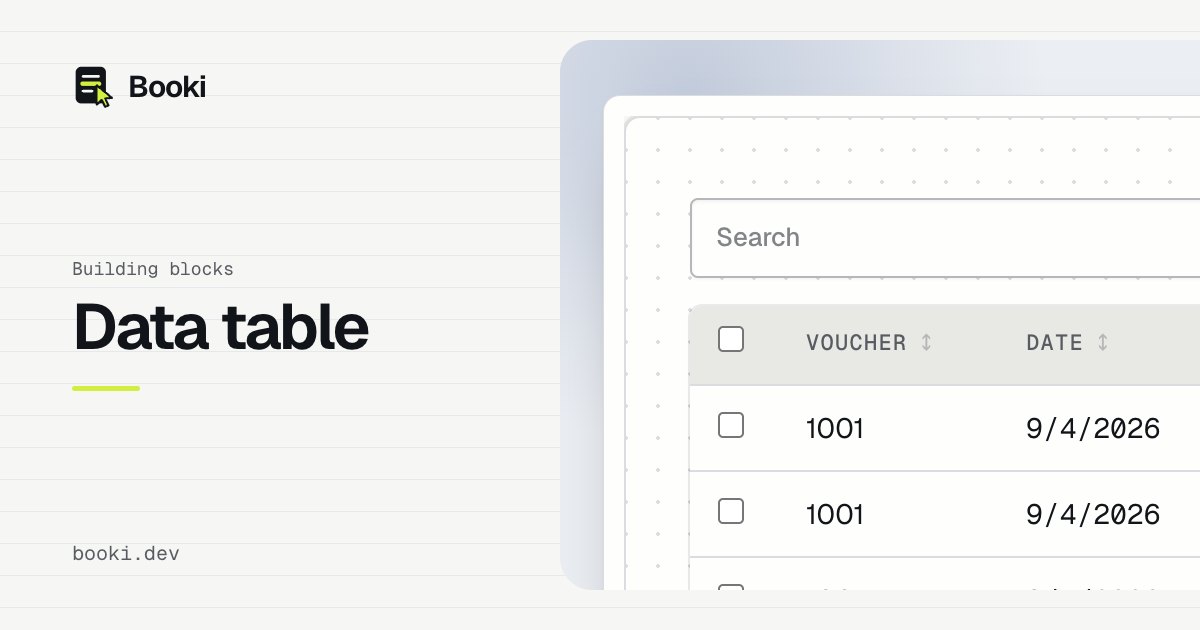 Booki
Building blocks
Data table
booki.dev
Search
VOUCHER DATE
1001 9/4/2026
1001 9/4/2026